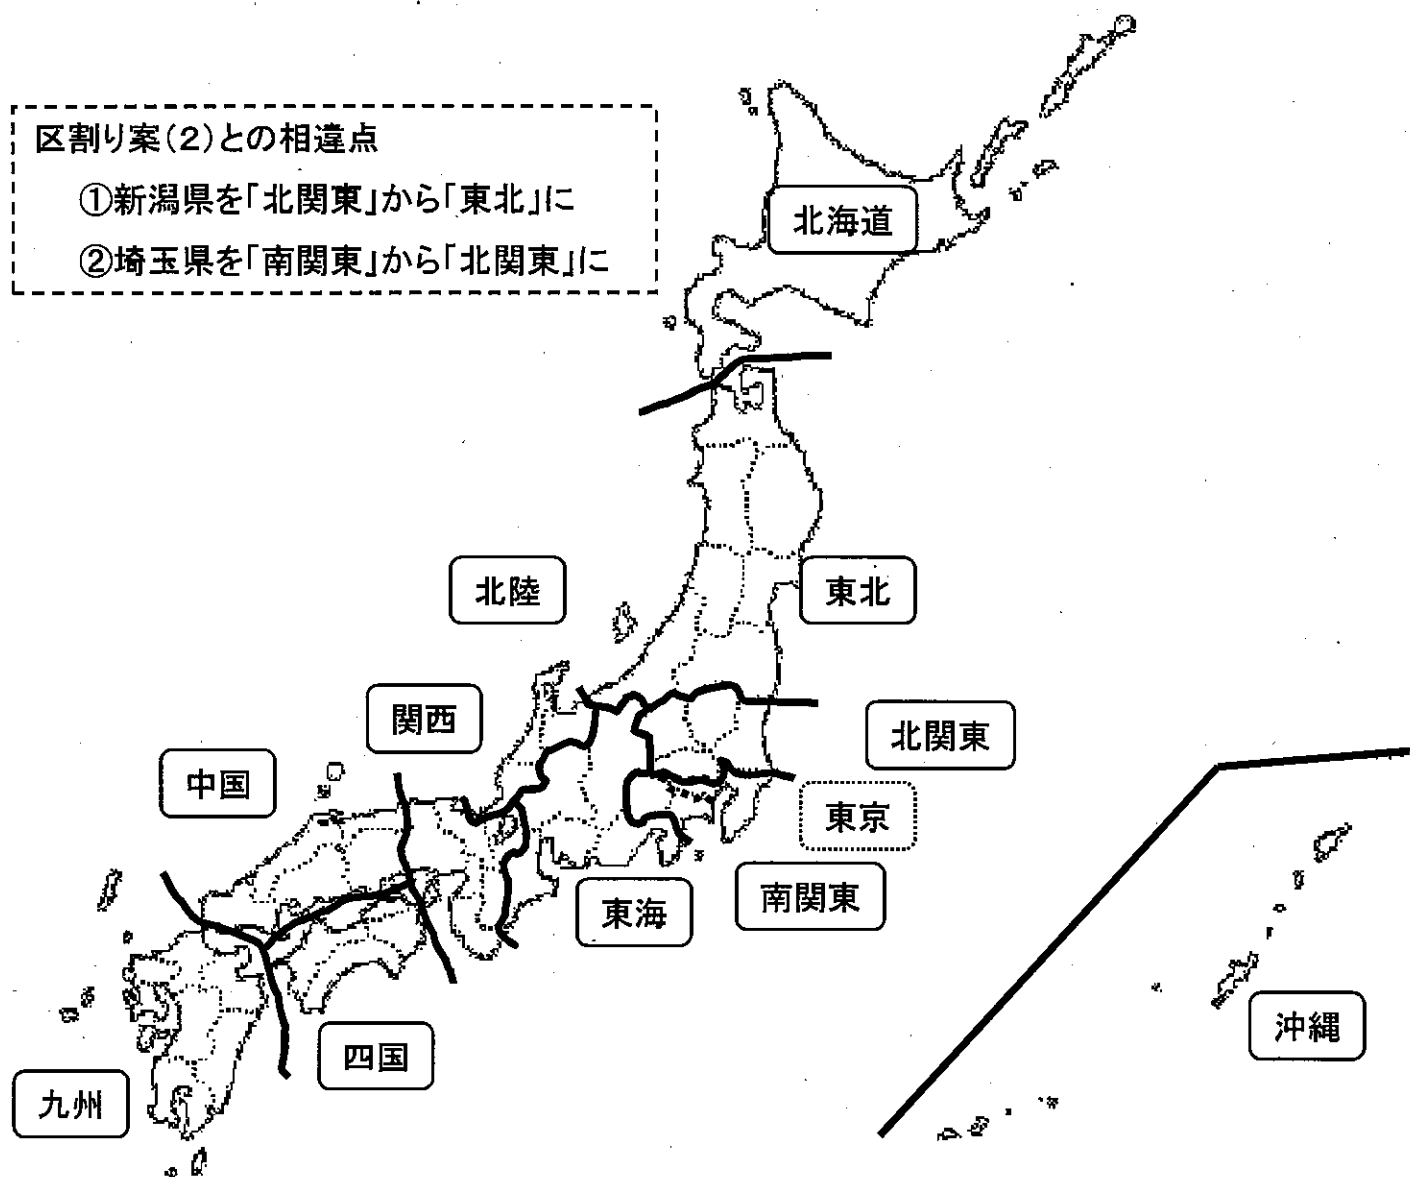 区割り案(2)との相違点
①新潟県を「北関東」から「東北」に
②埼玉県を「南関東」から「北関東」に
北海道
北陸
東北
関西
北関東
中国
東京
南関東
東海
沖縄
四国
九州